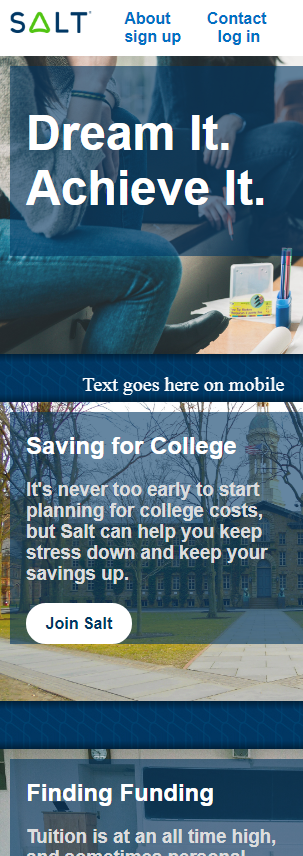 SALT
About Contact
sign up log in
Dream It.
Achieve It.
Text goes here on mobile
Saving for College
It's never too early to start
planning for college costs,
but Salt can help you keep
stress down and keep your
savings up.
Join Salt
Finding Funding
Tuition is at an all time high,
and sometimes personal